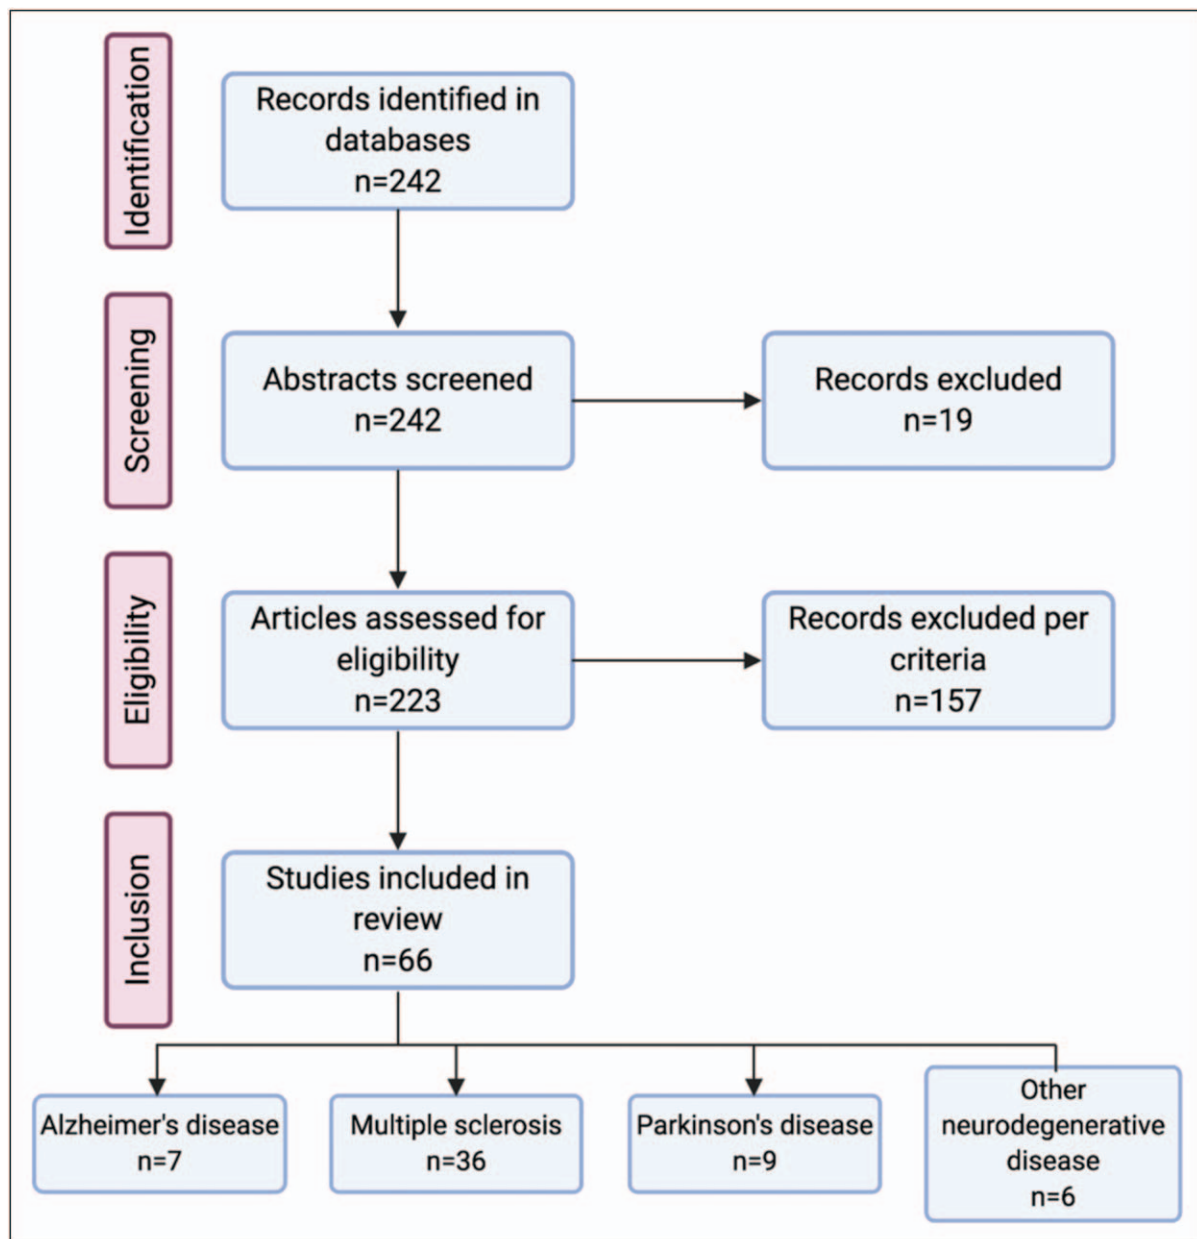 Identification
Records identified in
databases
n=242
Screening
Abstracts screened
n=242
Records excluded
n=19
Eligibility
Articles assessed for
eligibility
n=223
Records excluded per
criteria
n=157
Inclusion
Studies included in
review
n=66
Alzheimer's disease
n=7
Multiple sclerosis
n=36
Parkinson's disease
n=9
Other
neurodegenerative
disease
n=6